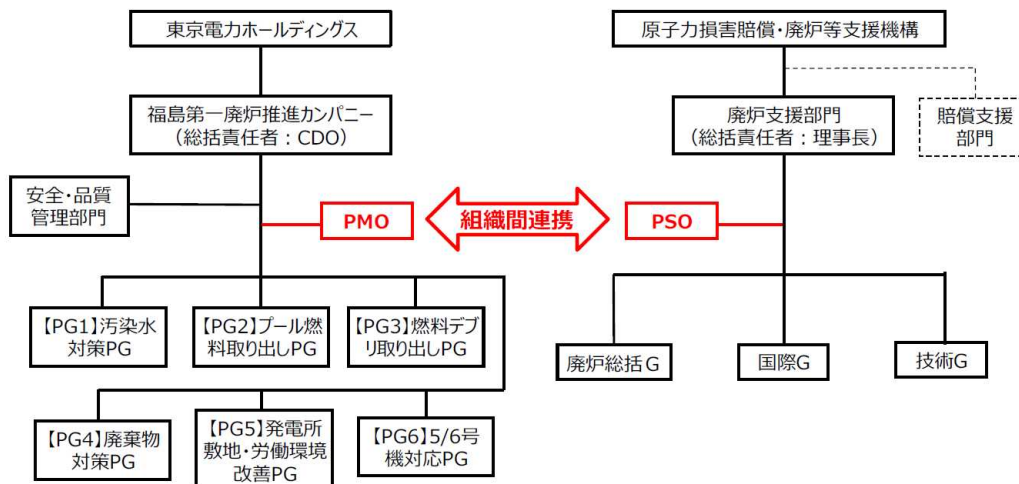 東京電力ホールディングス
原子力損害賠償・廃炉等支援機構
福島第一廃炉推進カンパニー
（総括責任者：CDO）
廃炉支援部門
（総括責任者：理事長）
賠償支援
部門
安全・品質
管理部門
PMO
組織間連携
PSO
【PG1】汚染水
対策PG
【PG2】プール燃
料取り出しPG
【PG3】燃料デブ
リ取り出しPG
廃炉総括G
国際G
技術G
【PG4】廃棄物
対策PG
【PG5】発電所
敷地・労働環境
改善PG
【PG6】5/6号
機対応PG